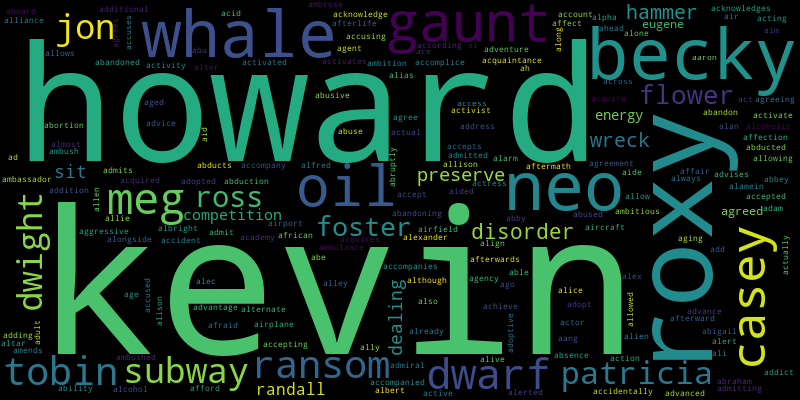 aboard ambrose additional acid
alliance jon accuses agrees whale afterlife gaunt acknowledge account hammer acknowledges
allows abandoned activity abu accusing affect alpha eugene air acting
howard activated agent according al adventure along ahead alone aim
alter activates ambition accomplice acquaintance becky aaron
alias ah across flower acquire act agreeing
aged abusive access energy abandon activate
abortion advice agree activist wreck alan alcoholic
almost aid abuse actual address affection abducted
ad ambush accepts aide agreement allowing
admits abducts accompany alfred admitted alarm allison aftermath affair always advises abbey
ambassador sit acquired adopted abduction abruptly preserve actress allow alamein accepted
addition allen meg ross oil accept aided neo ambitious agreed adam
allie competition abandoning abby abused aging
dwight aggressive albright admit airport foster airfield disorder aircraft roxy casey actually
alongside accident academy african acquires alexander align add
kevin ambulance abe accompanies although afterwards able alice alex
age accused alison alec alley dealing agency ago adopt allowed advance
advantage alternate also achieve afterward
adding afraid airplane already adoptive actor abigail alert
altar adult accepting ally aang alien ali
amends ambushed admiral alive absence action
tobin subway ransom dwarf patricia addict
ability alcohol afford randall albert accompanied active alerted accidentally advanced abraham admitting